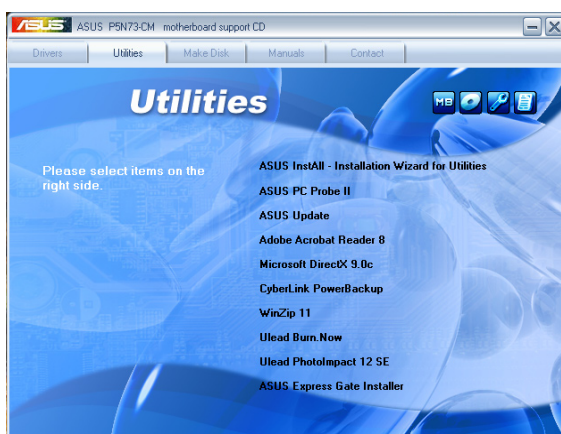 ASUS ASUS P5N73-CM motherboard support CD
Drivers Utilities Make Disk Manuals Contact
Utilities
MB
Please select items on the
right side.
ASUS InstAll - Installation Wizard for Utilities
ASUS PC Probe II
ASUS Update
Adobe Acrobat Reader 8
Microsoft DirectX 9.0c
CyberLink PowerBackup
WinZip 11
Ulead Burn.Now
Ulead PhotoImpact 12 SE
ASUS Express Gate Installer